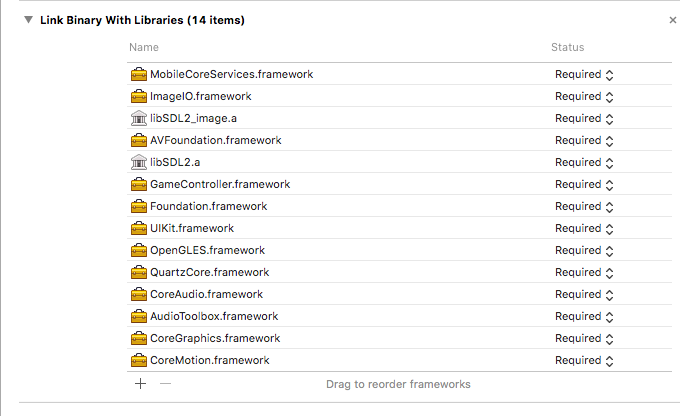 Link Binary With Libraries (14 items)
Name Status
MobileCoreServices.framework Required
ImageIO.framework Required
libSDL2_image.a Required
AVFoundation.framework Required
libSDL2.a Required
GameController.framework Required
Foundation.framework Required
UIKit.framework Required
OpenGLES.framework Required
QuartzCore.framework Required
CoreAudio.framework Required
AudioToolbox.framework Required
CoreGraphics.framework Required
CoreMotion.framework Required
Drag to reorder frameworks